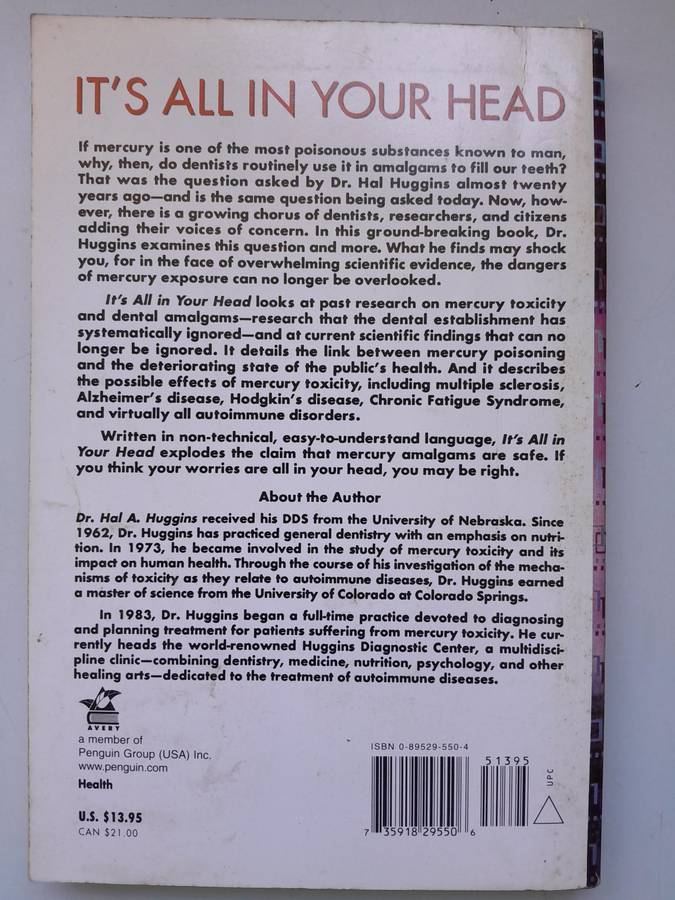 IT'S ALL IN YOUR HEAD
If mercury is one of the most poisonous substances known to man,
why, then, do dentists routinely use it in amalgams to fill our teeth?
That was the question asked by Dr. Hal Huggins almost twenty
years ago—and is the same question being asked today. Now, how-
ever, there is a growing chorus of dentists, researchers, and citizens
adding their voices of concern. In this ground-breaking book, Dr.
Huggins examines this question and more. What he finds may shock
you, for in the face of overwhelming scientific evidence, the dangers
of mercury exposure can no longer be overlooked.
It's All in Your Head looks at past research on mercury toxicity
and dental amalgams—research that the dental establishment has
systematically ignored—and at current scientific findings that can no
longer be ignored. It details the link between mercury poisoning
and the deteriorating state of the public's health. And it describes
the possible effects of mercury toxicity, including multiple sclerosis,
Alzheimer's disease, Hodgkin's disease, Chronic Fatigue Syndrome,
and virtually all autoimmune disorders.
Written in non-technical, easy-to-understand language, It's All in
Your Head explodes the claim that mercury amalgams are safe. If
you think your worries are all in your head, you may be right.
About the Author
Dr. Hal A. Huggins received his DDS from the University of Nebraska. Since
1962, Dr. Huggins has practiced general dentistry with an emphasis on nutri-
tion. In 1973, he became involved in the study of mercury toxicity and its
impact on human health. Through the course of his investigation of the mecha-
nisms of toxicity as they relate to autoimmune diseases, Dr. Huggins earned
a master of science from the University of Colorado at Colorado Springs.
In 1983, Dr. Huggins began a full-time practice devoted to diagnosing
and planning treatment for patients suffering from mercury toxicity. He cur-
rently heads the world-renowned Huggins Diagnostic Center, a multidisci-
pline clinic—combining dentistry, medicine, nutrition, psychology, and other
healing arts—dedicated to the treatment of autoimmune diseases.
AVERY
a member of
Penguin Group (USA) Inc.
www.penguin.com
Health
U.S. $13.95
CAN $21.00
ISBN 0-89529-550-4
51395
7 35918 29550 6
UPC